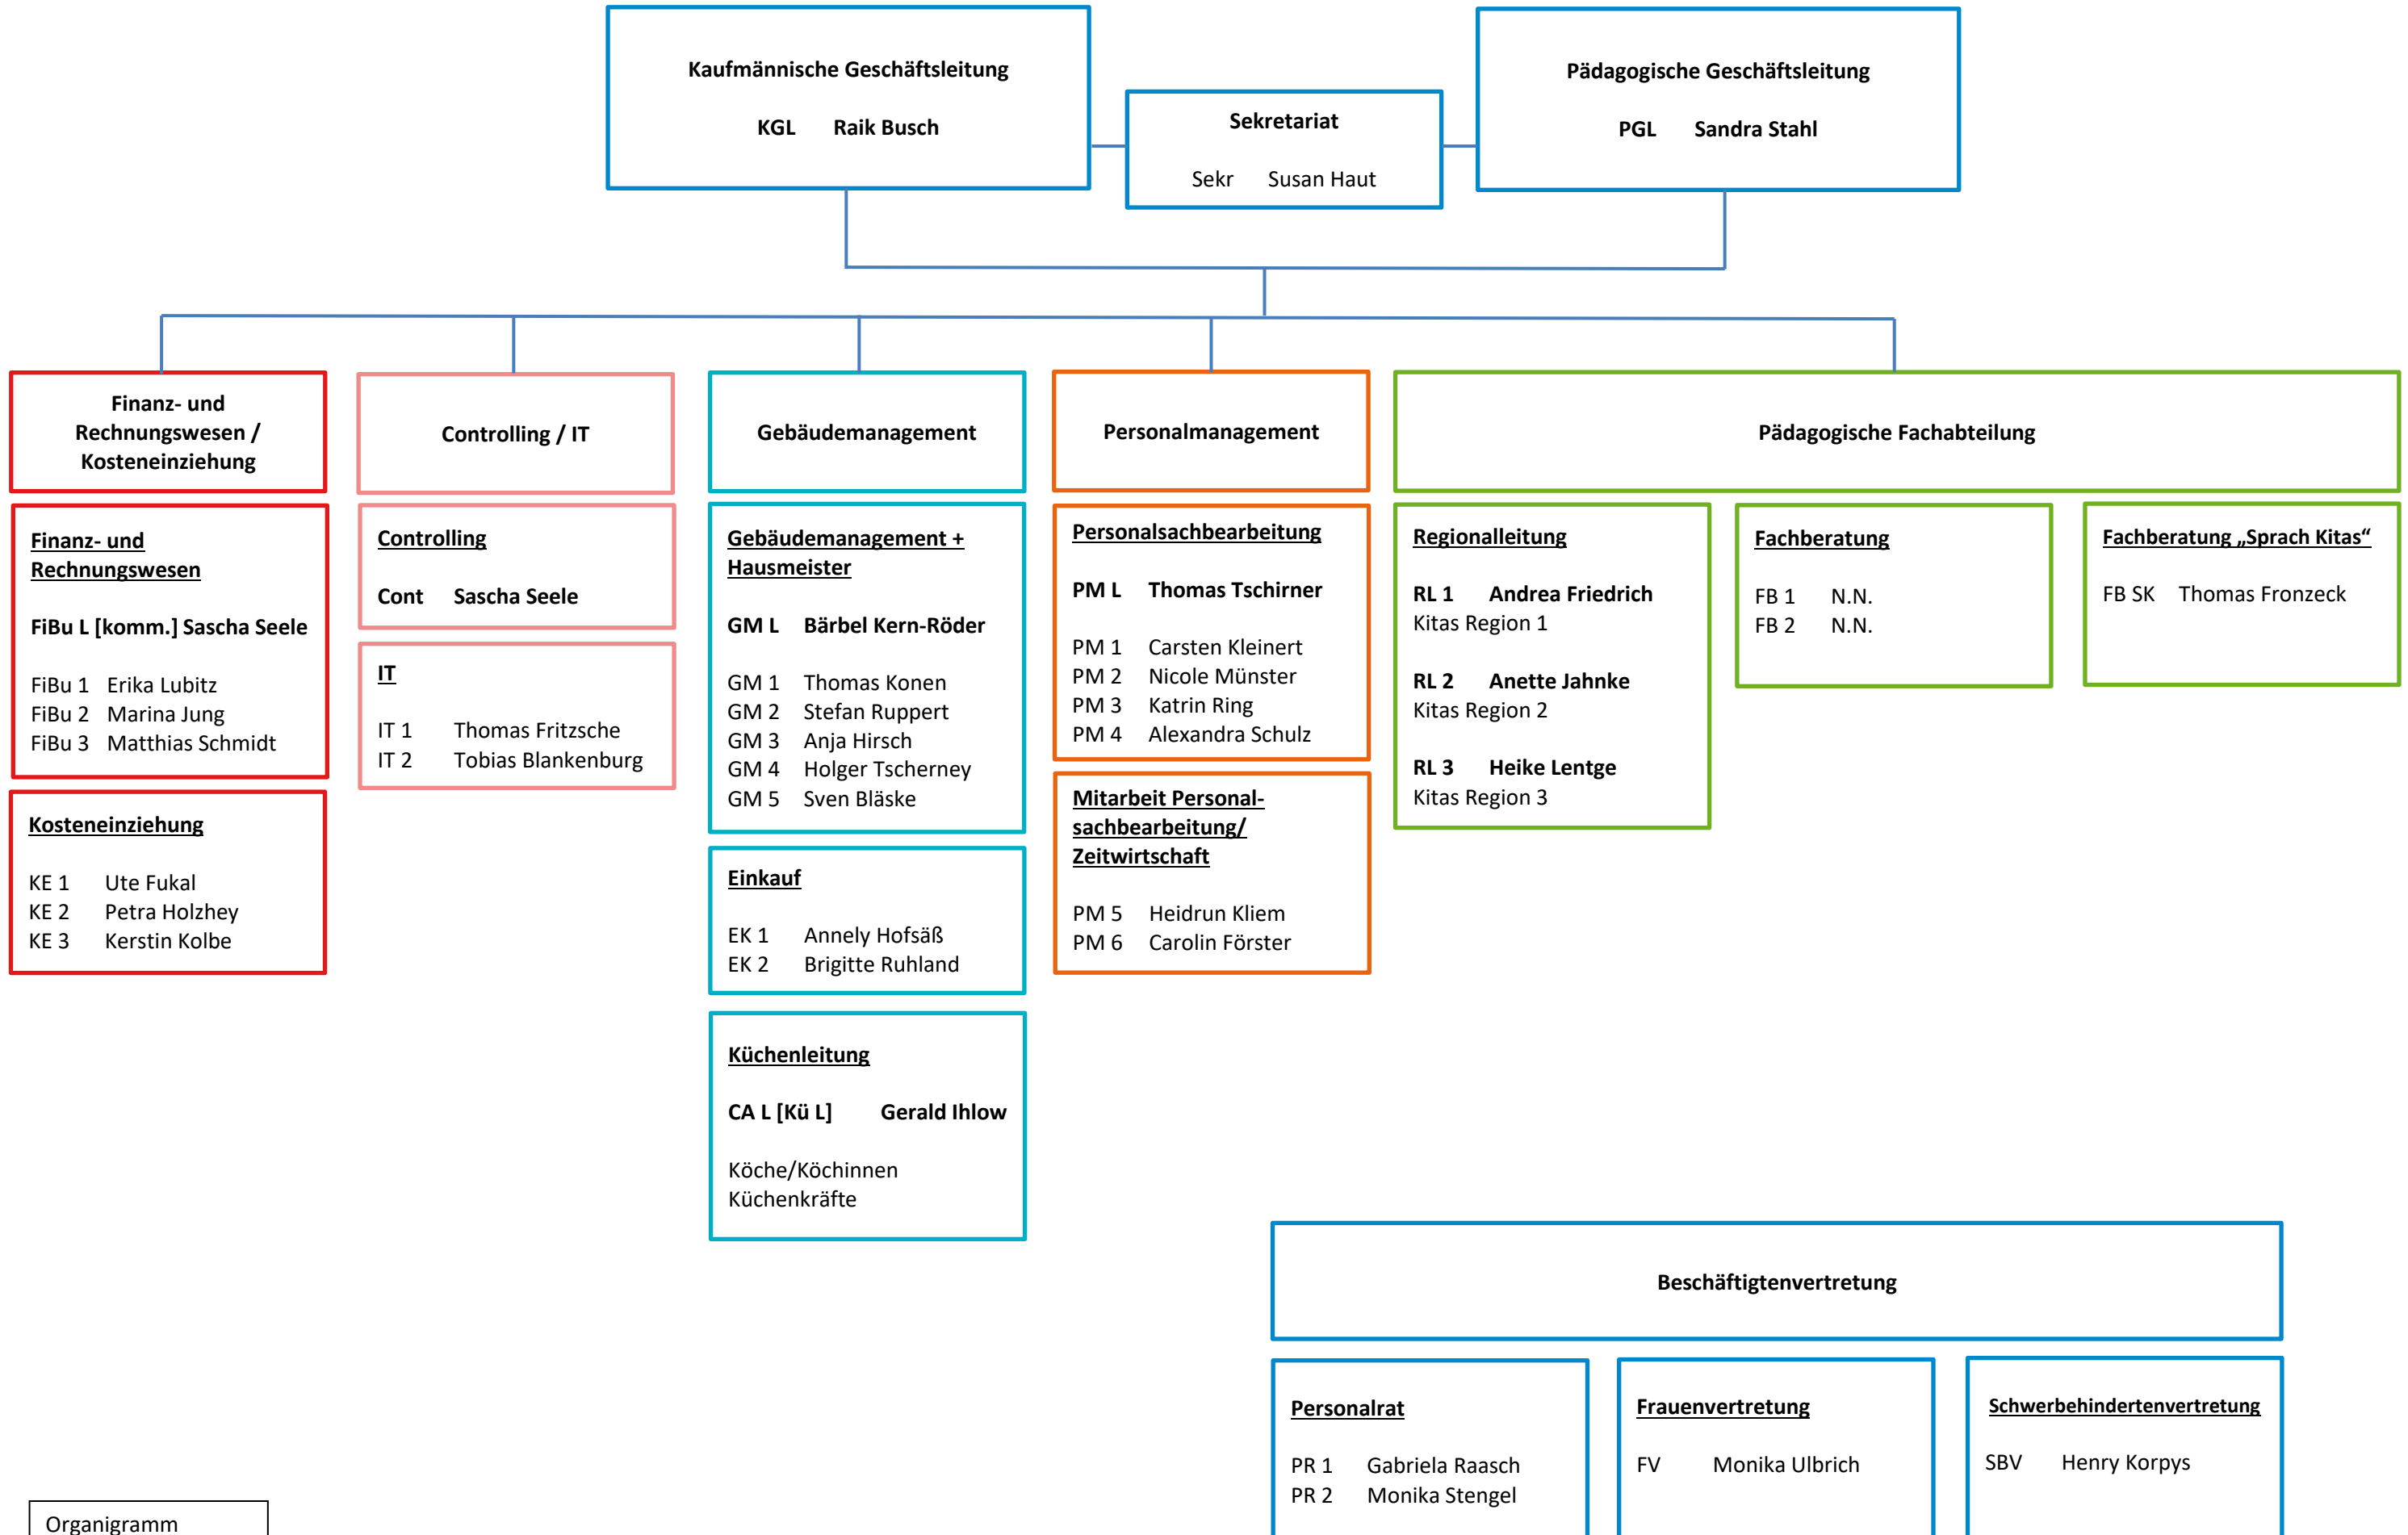 Kaufmännische Geschäftsleitung
KGL Raik Busch
Sekretariat
Sekr Susan Haut
Pädagogische Geschäftsleitung
PGL Sandra Stahl
Finanz- und
Rechnungswesen /
Kosteneinziehung
Controlling / IT
Gebäudemanagement
Personalmanagement
Pädagogische Fachabteilung
Finanz- und
Rechnungswesen
FiBu L [komm.] Sascha Seele
FiBu 1 Erika Lubitz
FiBu 2 Marina Jung
FiBu 3 Matthias Schmidt
Kosteneinziehung
KE 1 Ute Fukal
KE 2 Petra Holzhey
KE 3 Kerstin Kolbe
Controlling
Cont Sascha Seele
IT
IT 1 Thomas Fritzsche
IT 2 Tobias Blankenburg
Gebäudemanagement +
Hausmeister
GM L Bärbel Kern-Röder
GM 1 Thomas Konen
GM 2 Stefan Ruppert
GM 3 Anja Hirsch
GM 4 Holger Tscherney
GM 5 Sven Bläske
Einkauf
EK 1 Annely Hofsäß
EK 2 Brigitte Ruhland
Küchenleitung
CA L [Kü L] Gerald Ihlow
Köche/Köchinnen
Küchenkräfte
Personalsachbearbeitung
PM L Thomas Tschirner
PM 1 Carsten Kleinert
PM 2 Nicole Münster
PM 3 Katrin Ring
PM 4 Alexandra Schulz
Mitarbeit Personal-
sachbearbeitung/
Zeitwirtschaft
PM 5 Heidrun Kliem
PM 6 Carolin Förster
Regionalleitung
RL 1 Andrea Friedrich
Kitas Region 1
RL 2 Anette Jahnke
Kitas Region 2
RL 3 Heike Lentge
Kitas Region 3
Fachberatung
FB 1 N.N.
FB 2 N.N.
Fachberatung „Sprach Kitas“
FB SK Thomas Fronzeck
Beschäftigtenvertretung
Personalrat
PR 1 Gabriela Raasch
PR 2 Monika Stengel
Frauenvertretung
FV Monika Ulbrich
Schwerbehindertenvertretung
SBV Henry Korpys
Organigramm